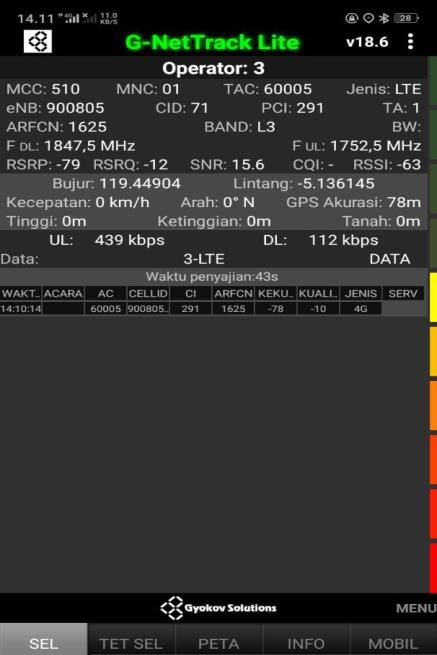 14.11 4G 11.0 KB/S 28
G-NetTrack Lite v18.6
Operator: 3
MCC: 510 MNC: 01 TAC: 60005 Jenis: LTE
eNB: 900805 CID: 71 PCI: 291 TA: 1
ARFCN: 1625 BAND: L3 BW:
F DL: 1847,5 MHz F UL: 1752,5 MHz
RSRP: -79 RSRQ: -12 SNR: 15.6 CQI: - RSSI: -63
Bujur: 119.44904 Lintang: -5.136145
Kecepatan: 0 km/h Arah: 0° N GPS Akurasi: 78m
Tinggi: 0m Ketinggian: 0m Tanah: 0m
UL: 439 kbps DL: 112 kbps
Data: 3-LTE DATA
Waktu penyajian:43s
WAKT.. ACARA AC CELLID CI ARFCN KEKU.. KUALI.. JENIS SERV
14:10:14 60005 900805.. 291 1625 -78 -10 4G
Gyokov Solutions MENU
SEL TET SEL PETA INFO MOBIL